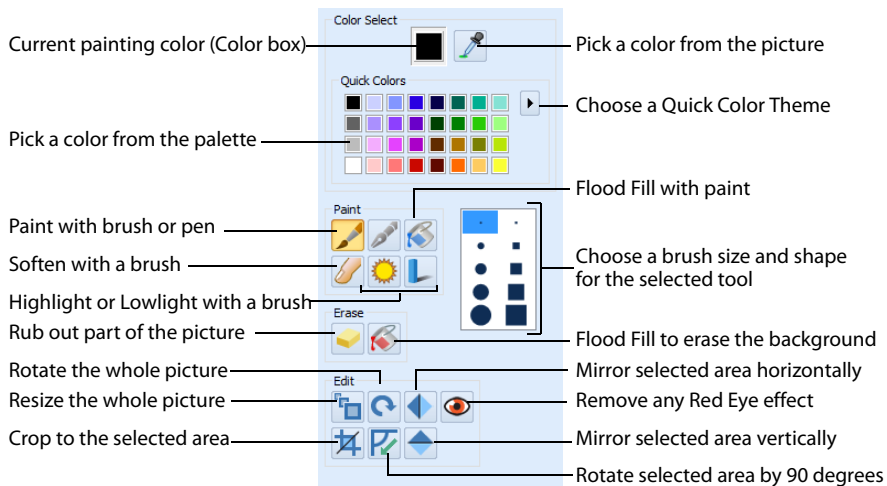 Color Select
Current painting color (Color box)
Pick a color from the picture
Quick Colors
Choose a Quick Color Theme
Pick a color from the palette
Flood Fill with paint
Paint
Paint with brush or pen
Soften with a brush
Choose a brush size and shape
for the selected tool
Highlight or Lowlight with a brush
Erase
Rub out part of the picture
Flood Fill to erase the background
Rotate the whole picture
Mirror selected area horizontally
Edit
Resize the whole picture
Remove any Red Eye effect
Crop to the selected area
Mirror selected area vertically
Rotate selected area by 90 degrees